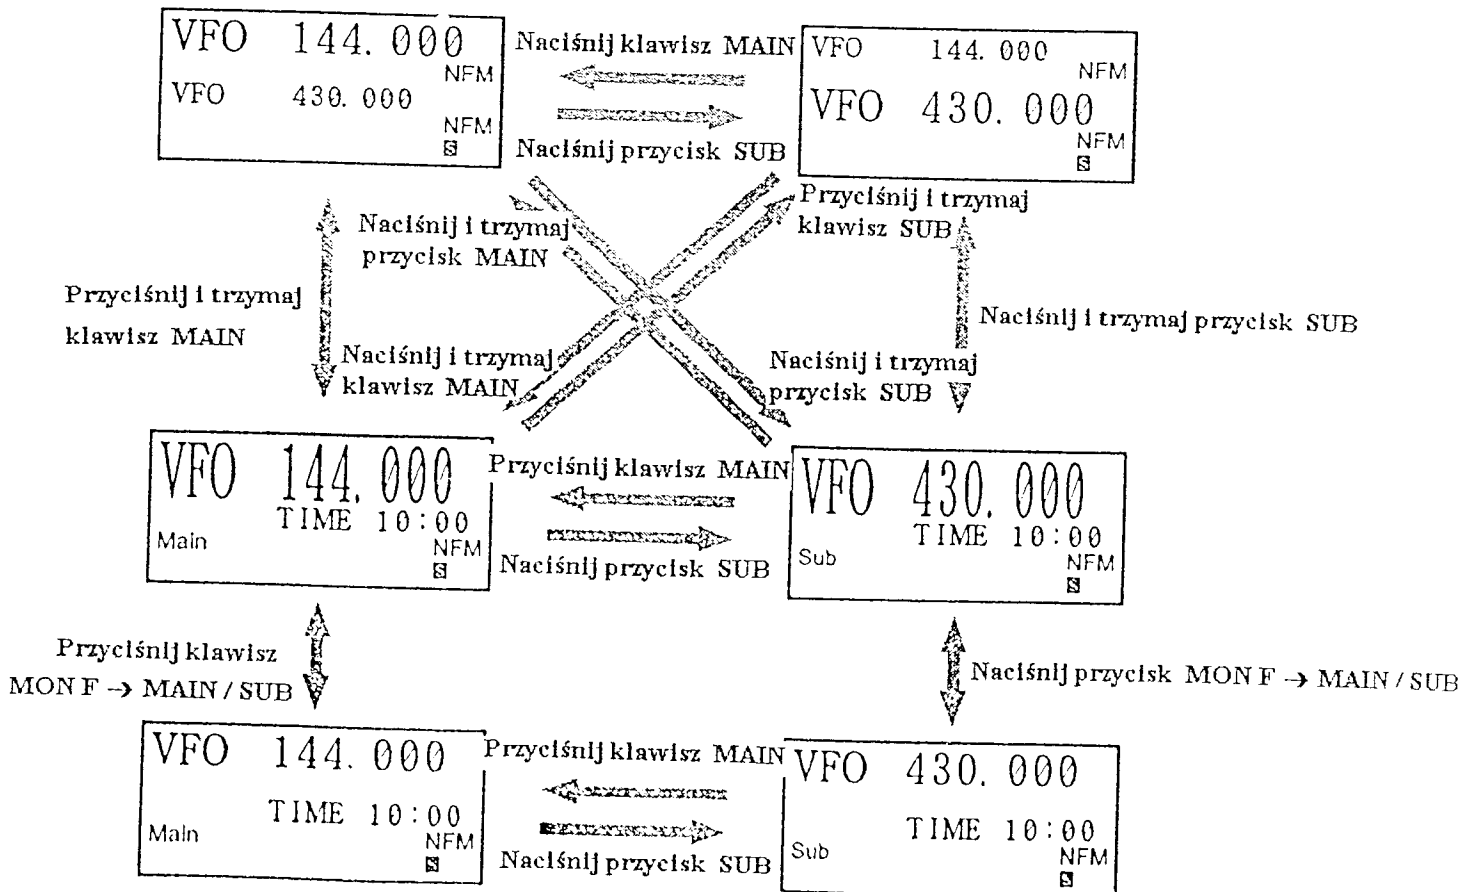 VFO 144.000
NFM
VFO 430.000
NFM
S
Naciśnij klawisz MAIN
Naciśnij przycisk SUB
VFO 144.000
NFM
VFO 430.000
NFM
S
Naciśnij i trzymaj
przycisk MAIN
Przyciśnij i trzymaj
klawisz SUB
Przyciśnij i trzymaj
klawisz MAIN
Naciśnij i trzymaj przycisk SUB
Naciśnij i trzymaj
klawisz MAIN
Naciśnij i trzymaj
przycisk SUB
VFO 144.000
TIME 10:00
Main
NFM
S
Przyciśnij klawisz MAIN
Naciśnij przycisk SUB
VFO 430.000
TIME 10:00
Sub
NFM
S
Przyciśnij klawisz
MON F → MAIN / SUB
Naciśnij przycisk MON F → MAIN / SUB
VFO 144.000
TIME 10:00
Main
NFM
S
Przyciśnij klawisz MAIN
Naciśnij przycisk SUB
VFO 430.000
TIME 10:00
Sub
NFM
S